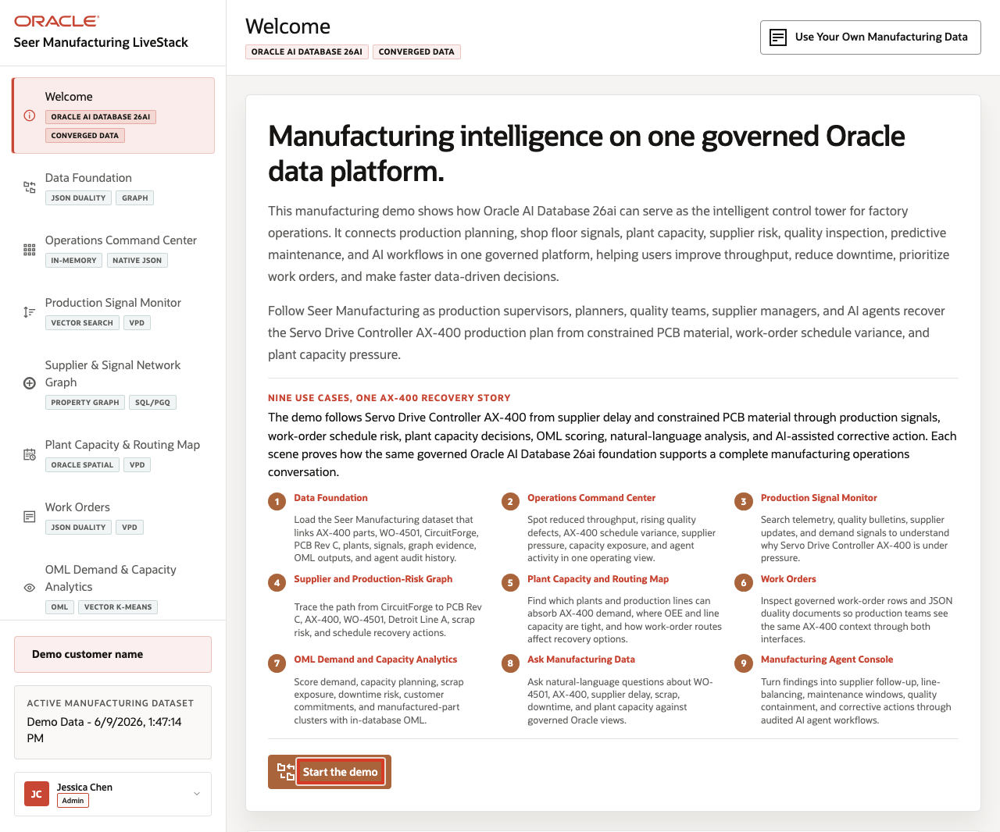 ORACLE
Seer Manufacturing LiveStack
Welcome
ORACLE AI DATABASE 26AI
CONVERGED DATA
Data Foundation
JSON DUALITY GRAPH
Operations Command Center
IN-MEMORY NATIVE JSON
Production Signal Monitor
VECTOR SEARCH VPD
Supplier & Signal Network
Graph
PROPERTY GRAPH SQL/PGQ
Plant Capacity & Routing Map
ORACLE SPATIAL VPD
Work Orders
JSON DUALITY VPD
OML Demand & Capacity
Analytics
OML VECTOR K-MEANS
Demo customer name
ACTIVE MANUFACTURING DATASET
Demo Data - 6/9/2026, 1:47:14
PM
JC
Jessica Chen
Admin
Welcome
ORACLE AI DATABASE 26AI CONVERGED DATA
Use Your Own Manufacturing Data
Manufacturing intelligence on one governed Oracle
data platform.
This manufacturing demo shows how Oracle AI Database 26ai can serve as the intelligent control tower for factory
operations. It connects production planning, shop floor signals, plant capacity, supplier risk, quality inspection, predictive
maintenance, and AI workflows in one governed platform, helping users improve throughput, reduce downtime, prioritize
work orders, and make faster data-driven decisions.
Follow Seer Manufacturing as production supervisors, planners, quality teams, supplier managers, and AI agents recover
the Servo Drive Controller AX-400 production plan from constrained PCB material, work-order schedule variance, and
plant capacity pressure.
NINE USE CASES, ONE AX-400 RECOVERY STORY
The demo follows Servo Drive Controller AX-400 from supplier delay and constrained PCB material through production signals,
work-order schedule risk, plant capacity decisions, OML scoring, natural-language analysis, and AI-assisted corrective action. Each
scene proves how the same governed Oracle AI Database 26ai foundation supports a complete manufacturing operations
conversation.
1 Data Foundation
Load the Seer Manufacturing dataset that
links AX-400 parts, WO-4501, CircuitForge,
PCB Rev C, plants, signals, graph evidence,
OML outputs, and agent audit history.
2 Operations Command Center
Spot reduced throughput, rising quality
defects, AX-400 schedule variance, supplier
pressure, capacity exposure, and agent
activity in one operating view.
3 Production Signal Monitor
Search telemetry, quality bulletins, supplier
updates, and demand signals to understand
why Servo Drive Controller AX-400 is under
pressure.
4 Supplier and Production-Risk Graph
Trace the path from CircuitForge to PCB Rev
C, AX-400, WO-4501, Detroit Line A, scrap
risk, and schedule recovery actions.
5 Plant Capacity and Routing Map
Find which plants and production lines can
absorb AX-400 demand, where OEE and line
capacity are tight, and how work-order routes
affect recovery options.
6 Work Orders
Inspect governed work-order rows and JSON
duality documents so production teams see
the same AX-400 context through both
interfaces.
7 OML Demand and Capacity Analytics
Score demand, capacity planning, scrap
exposure, downtime risk, customer
commitments, and manufactured-part
clusters with in-database OML.
8 Ask Manufacturing Data
Ask natural-language questions about WO-
4501, AX-400, supplier delay, scrap,
downtime, and plant capacity against
governed Oracle views.
9 Manufacturing Agent Console
Turn findings into supplier follow-up, line-
balancing, maintenance windows, quality
containment, and corrective actions through
audited AI agent workflows.
Start the demo